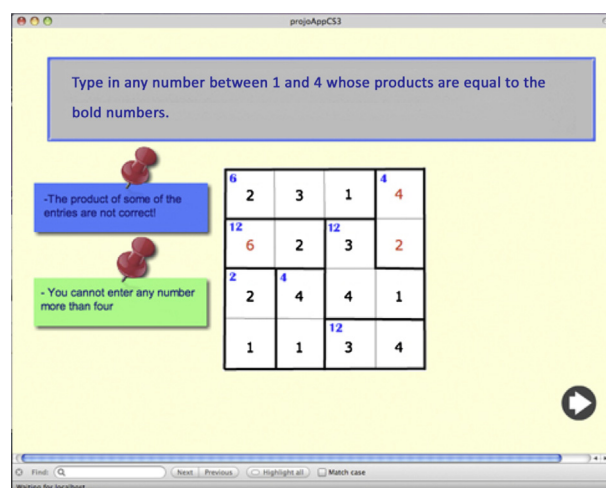 projoAppCS3
Type in any number between 1 and 4 whose products are equal to the
bold numbers.
-The product of some of the
entries are not correct!
- You cannot enter any number
more than four
6 4
2 3 1 4
12 12
6 2 3 2
2 4
2 4 4 1
12
1 1 3 4
Find: Next Previous Highlight all Match case
Waiting for localhost